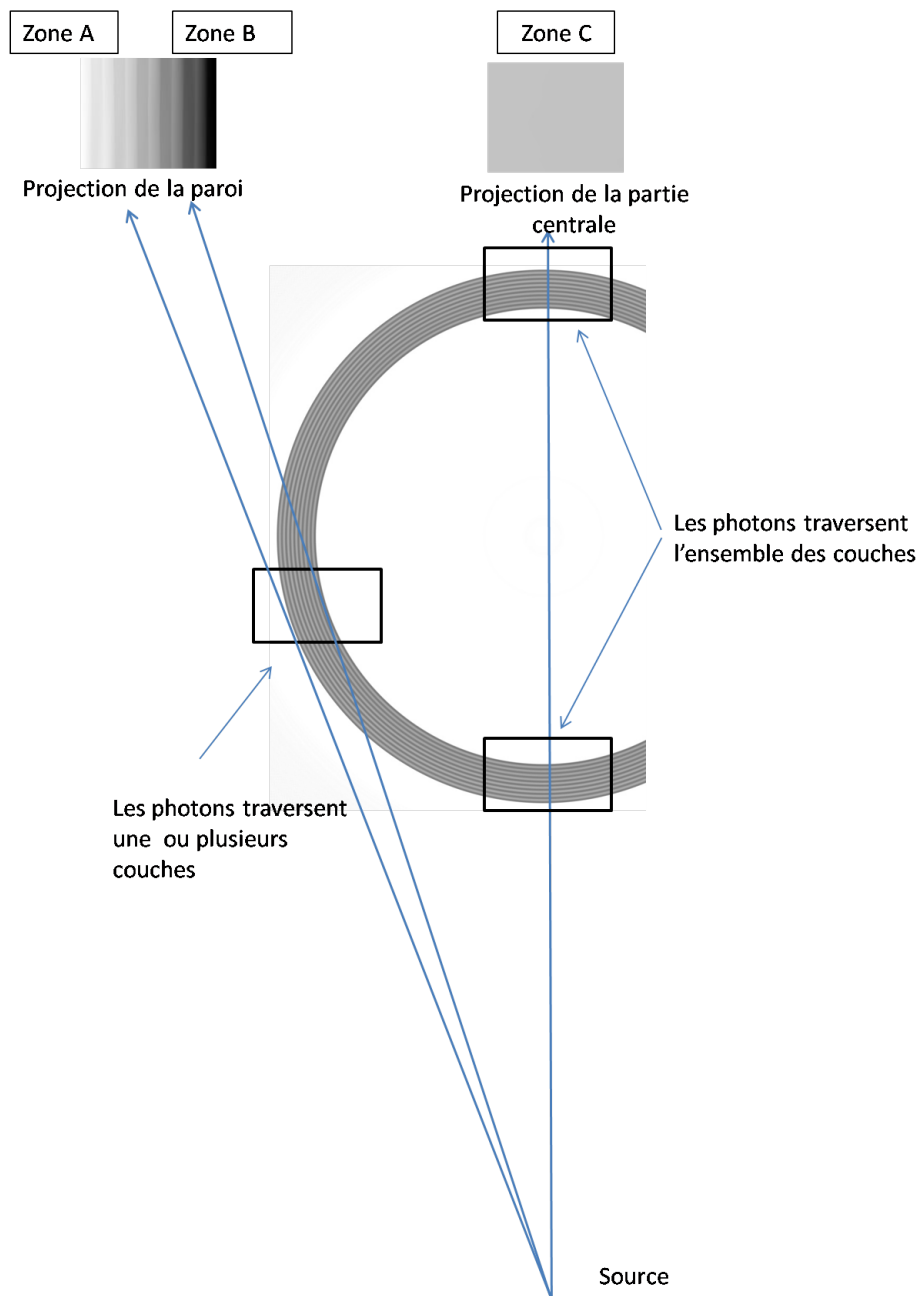 Zone A
Zone B
Zone C
Projection de la paroi
Projection de la partie
centrale
Les photons traversent
l’ensemble des couches
Les photons traversent
une ou plusieurs
couches
Source